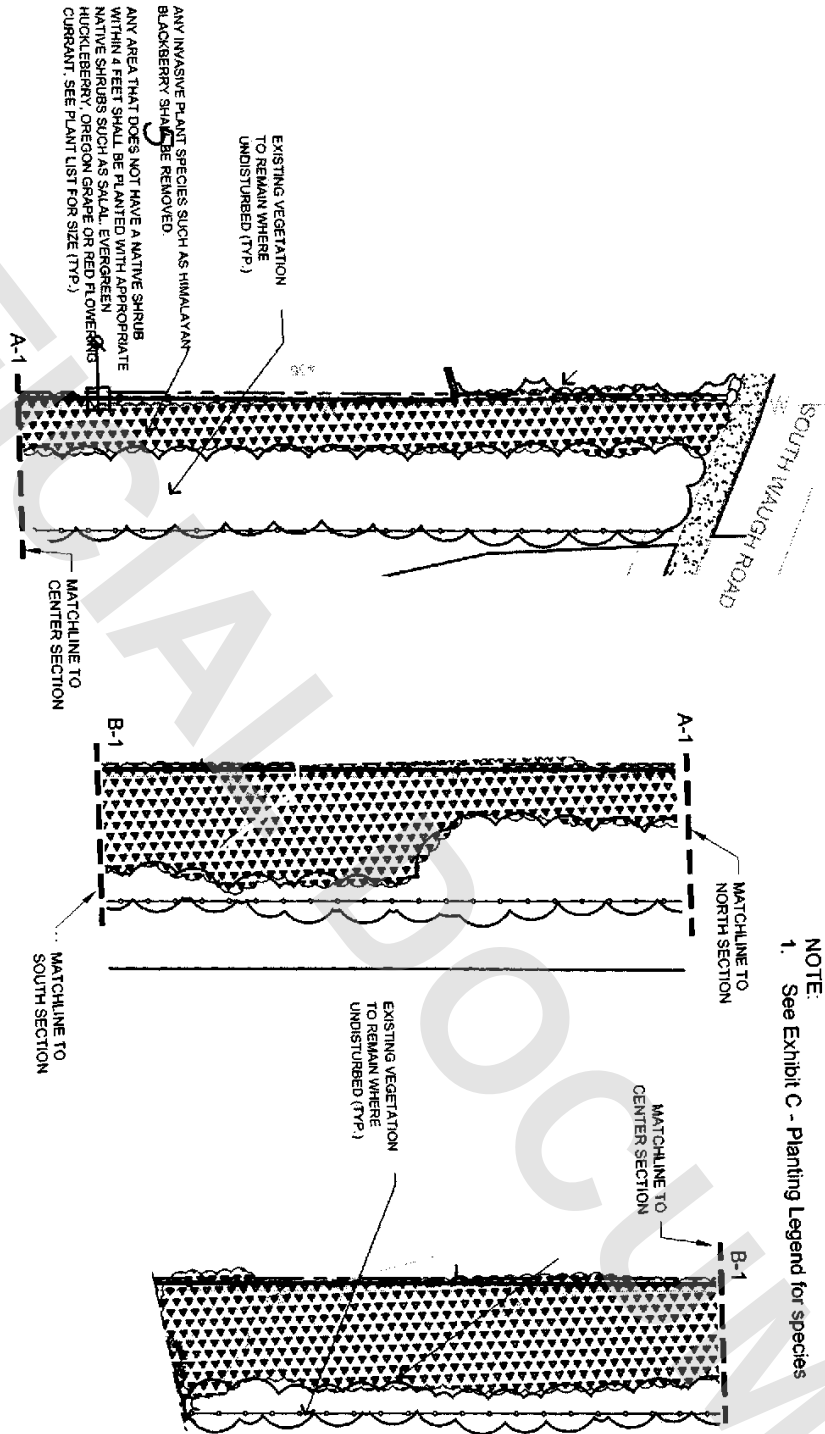 NOTE:
1. See Exhibit C - Planting Legend for species
SOUTH WAUGH ROAD
EXISTING VEGETATION
TO REMAIN WHERE
UNDISTURBED (TYP.)
ANY INVASIVE PLANT SPECIES SUCH AS HIMALAYAN
BLACKBERRY SHALL BE REMOVED.
ANY AREA THAT DOES NOT HAVE A NATIVE SHRUB
WITHIN 4 FEET SHALL BE PLANTED WITH APPROPRIATE
NATIVE SHRUBS SUCH AS SALAL, EVERGREEN
HUCKLEBERRY, OREGON GRAPE OR RED FLOWERING
CURRANT. SEE PLANT LIST FOR SIZE (TYP.)
A-1
MATCHLINE TO
CENTER SECTION
A-1
MATCHLINE TO
NORTH SECTION
B-1
MATCHLINE TO
SOUTH SECTION
MATCHLINE TO
CENTER SECTION
B-1
EXISTING VEGETATION
TO REMAIN WHERE
UNDISTURBED (TYP.)
FICIAL DOCUM